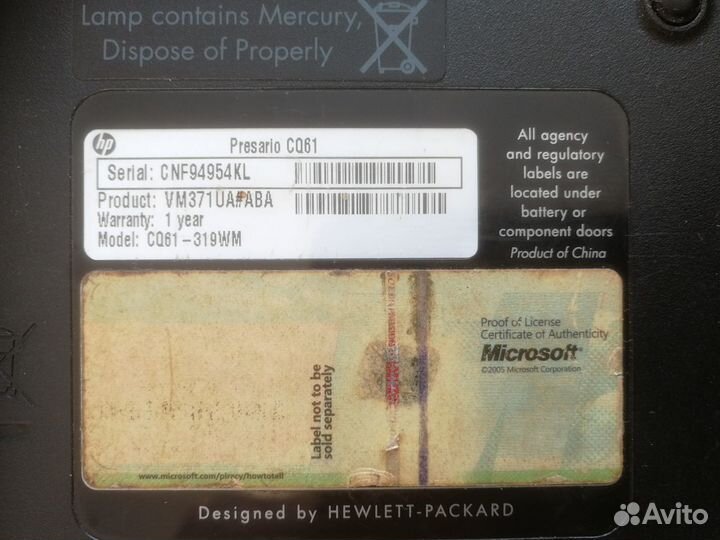 Lamp contains Mercury,
Dispose of Properly
hp
Presario CQ61
Serial: CNF94954KL
Product: VM371UA#ABA
Warranty: 1 year
Model: CQ61-319WM
All agency
and regulatory
labels are
located under
battery or
component doors
Product of China
Proof of License
Certificate of Authenticity
Microsoft
©2005 Microsoft Corporation
Label not to be
sold separately
www.microsoft.com/piracy/howtotell
Designed by HEWLETT-PACKARD
Avito